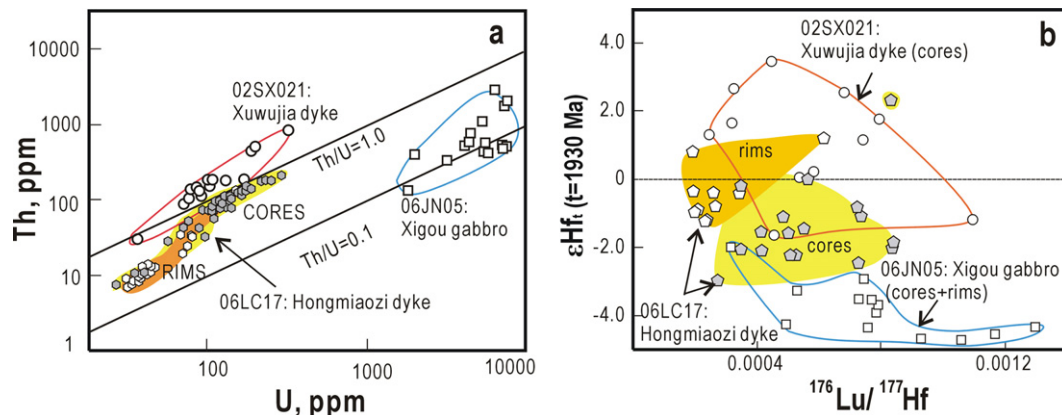 a
10000
1000
100
10
1
Th, ppm
02SX021:
Xuwujia dyke
Th/U=1.0
CORES
RIMS
Th/U=0.1
06JN05:
Xigou gabbro
06LC17: Hongmiaozi dyke
100
1000
10000
U, ppm
b
4.0
2.0
0
-2.0
-4.0
εHft (t=1930 Ma)
02SX021:
Xuwujia dyke (cores)
rims
cores
06JN05: Xigou gabbro
(cores+rims)
06LC17:
Hongmiaozi dyke
0.0004
0.0012
176Lu/ 177Hf